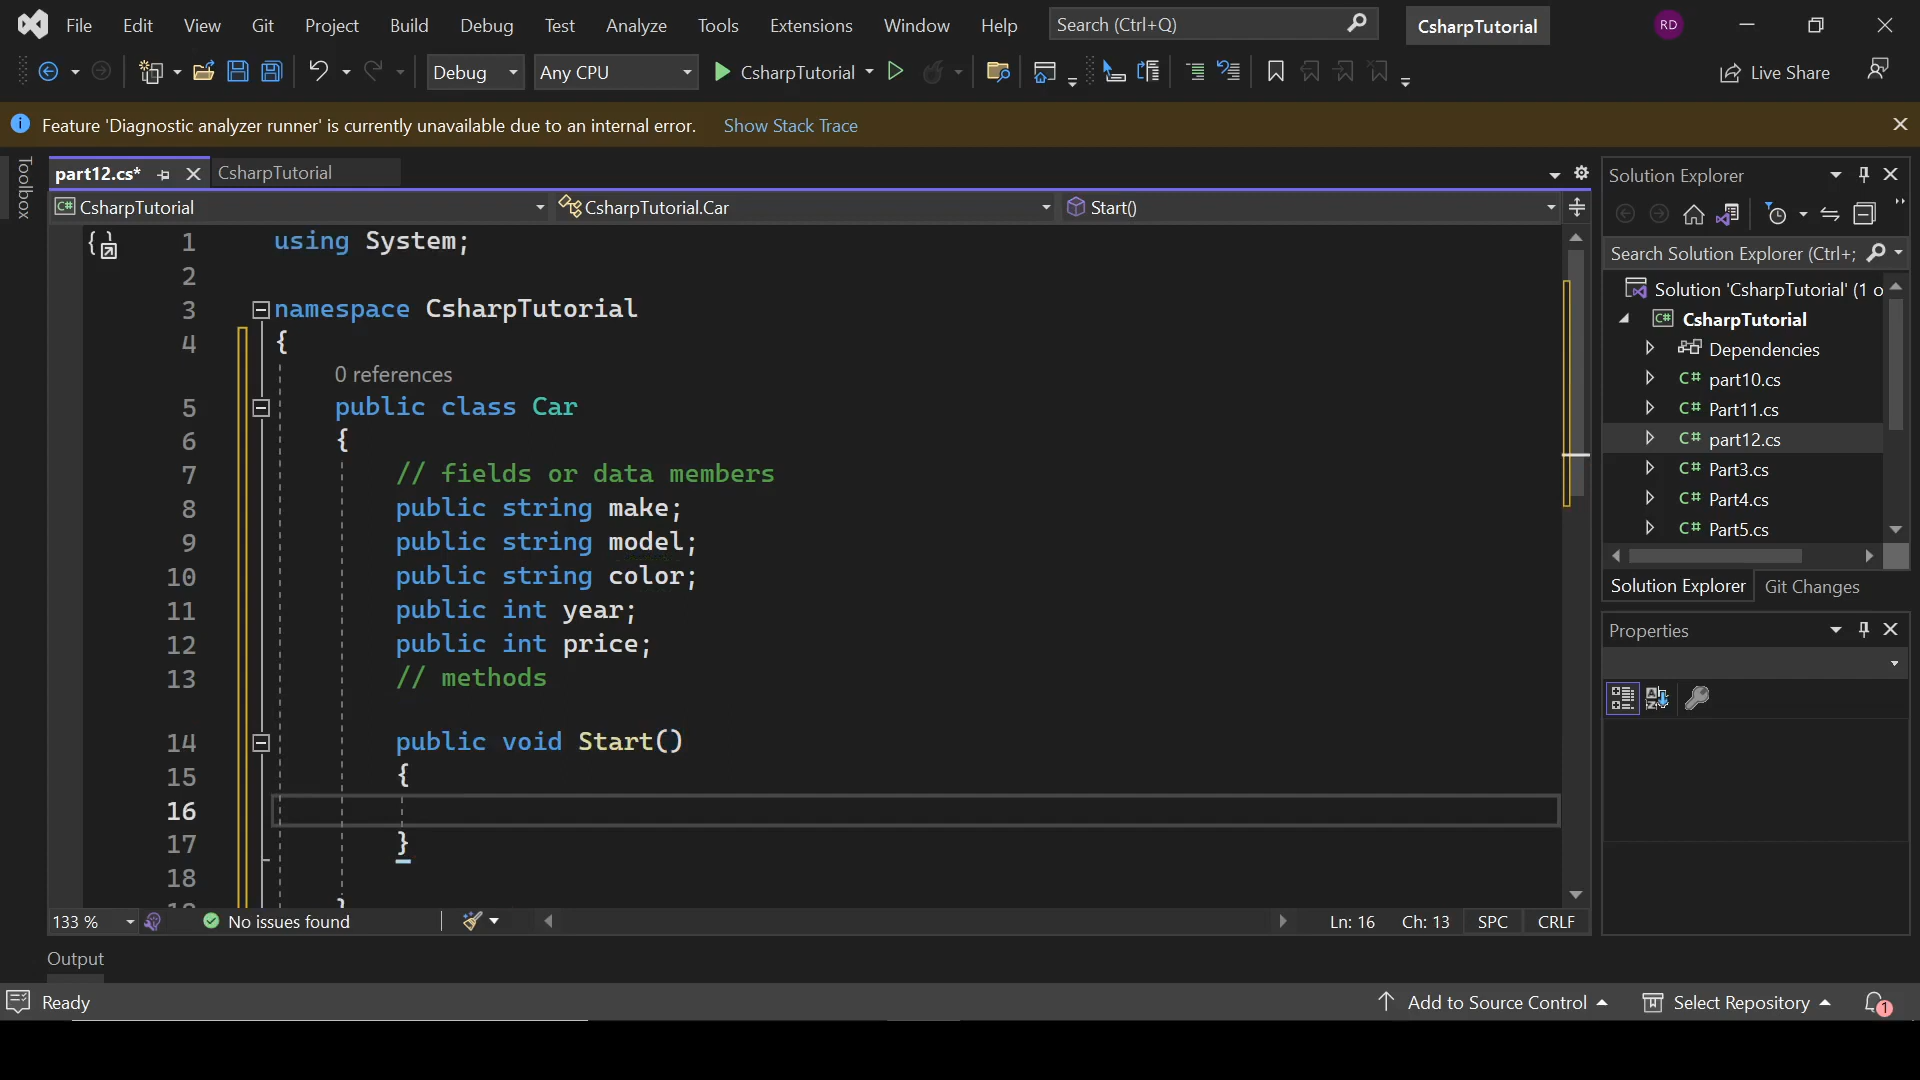 File Edit View Git Project Build Debug Test Analyze Tools Extensions Window Help Search (Ctrl+Q) CsharpTutorial RD
Debug Any CPU CsharpTutorial Live Share
Feature 'Diagnostic analyzer runner' is currently unavailable due to an internal error. Show Stack Trace
Toolbox
part12.cs* CsharpTutorial
C# CsharpTutorial CsharpTutorial.Car Start()
1 using System;
2
3 namespace CsharpTutorial
4 {
0 references
5 public class Car
6 {
7 // fields or data members
8 public string make;
9 public string model;
10 public string color;
11 public int year;
12 public int price;
13 // methods
14 public void Start()
15 {
16
17 }
18
133 % No issues found Ln: 16 Ch: 13 SPC CRLF
Output
Solution Explorer
Search Solution Explorer (Ctrl+;
Solution 'CsharpTutorial' (1 o
C# CsharpTutorial
Dependencies
C# part10.cs
C# Part11.cs
C# part12.cs
C# Part3.cs
C# Part4.cs
C# Part5.cs
Solution Explorer Git Changes
Properties
Ready Add to Source Control Select Repository 1